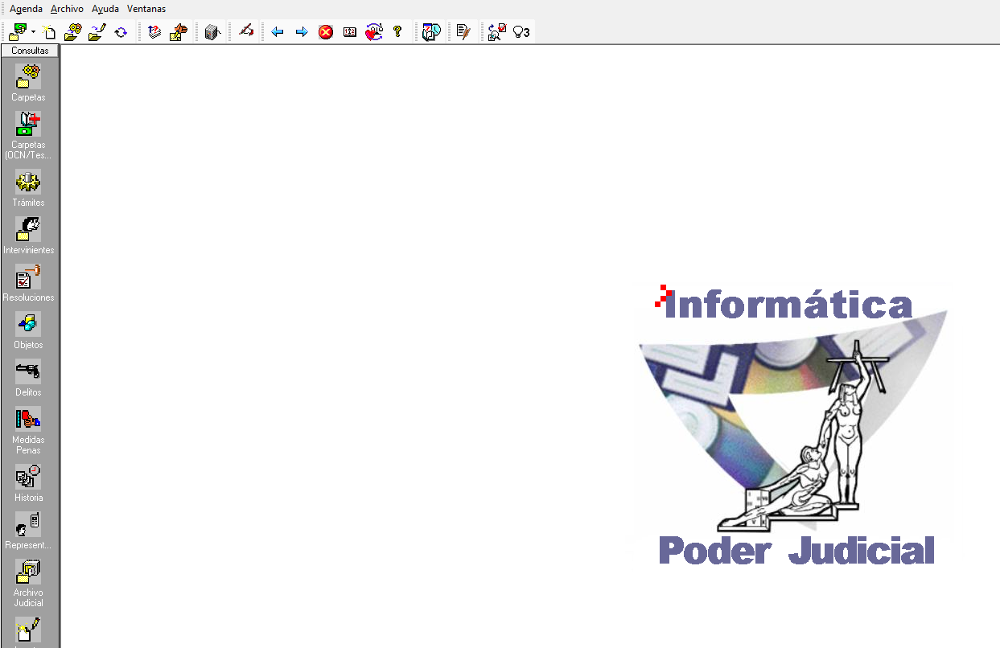 Agenda Archivo Ayuda Ventanas
3
Consultas
Carpetas
Carpetas
(OCN/Tes...
Trámites
Intervinientes
Resoluciones
Objetos
Delitos
Medidas
Penas
Historia
Represent...
Archivo
Judicial
Informática
Poder Judicial